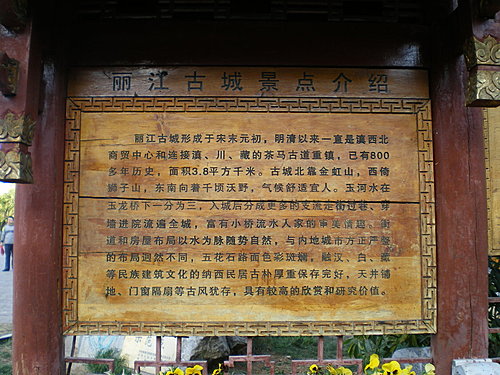 丽江古城景点介绍
丽江古城形成于宋末元初，明清以来一直是滇西北
商贸中心和连接滇、川、藏的茶马古道重镇，已有800
多年历史，面积3.8平方千米。古城北靠金虹山，西倚
狮子山，东南向着千顷沃野，气候舒适宜人。玉河水在
玉龙桥下一分为三，入城后分成更多的支流走街过巷、穿
墙进院流遍全城，富有小桥流水人家的审美情趣。街
道和房屋布局以水为脉随势自然，与内地城市方正严整
的布局迥然不同，五花石路面色彩斑斓，融汉、白、藏
等民族建筑文化的纳西民居古朴厚重保存完好，天井铺
地、门窗隔扇等古风犹存，具有较高的欣赏和研究价值。